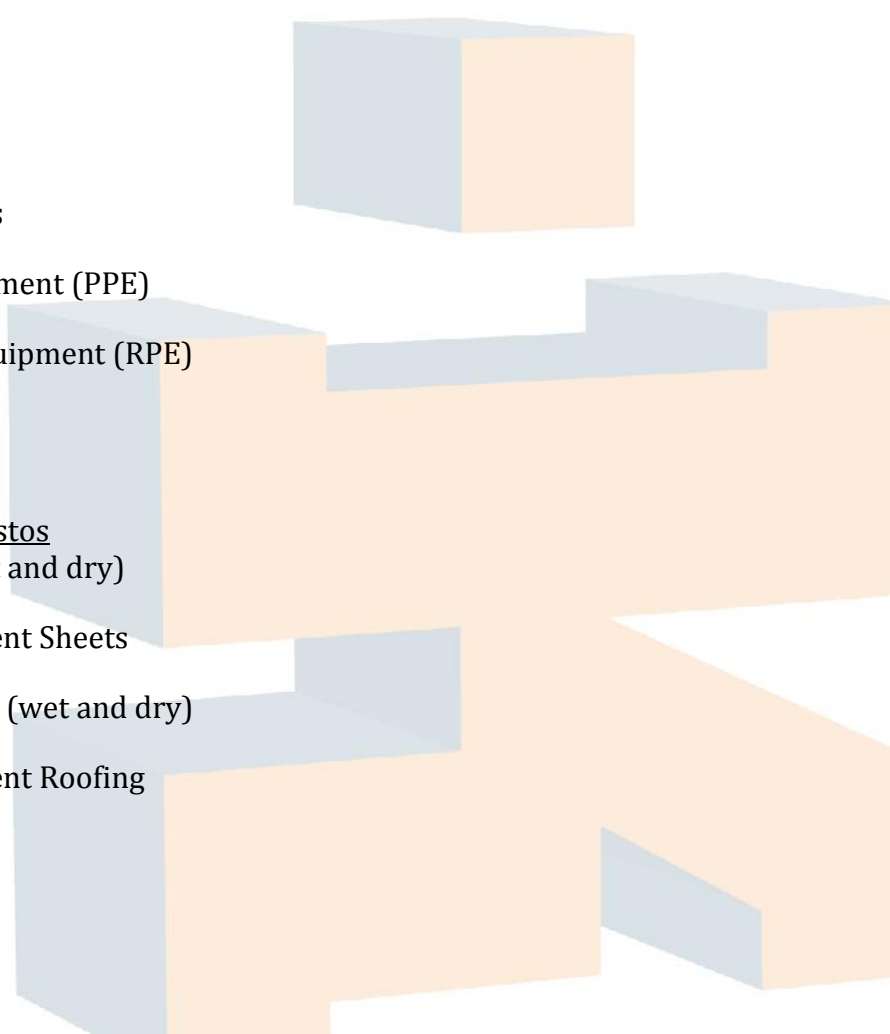 s
ment (PPE)
uipment (RPE)
stos
and dry)
ent Sheets
(wet and dry)
ent Roofing